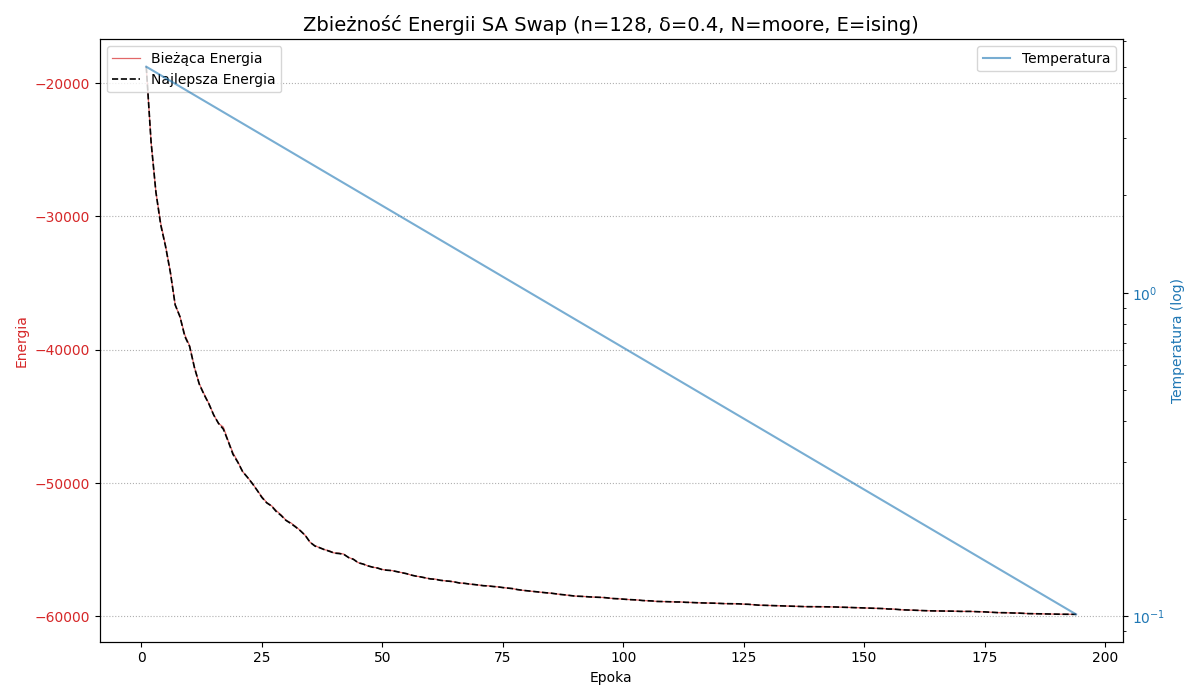 Zbieżność Energii SA Swap (n=128, δ=0.4, N=moore, E=ising)
Bieżąca Energia
Najlepsza Energia
Temperatura
−20000
−30000
−40000
−50000
−60000
Energia
10⁰
10⁻¹
Temperatura (log)
0
25
50
75
100
125
150
175
200
Epoka